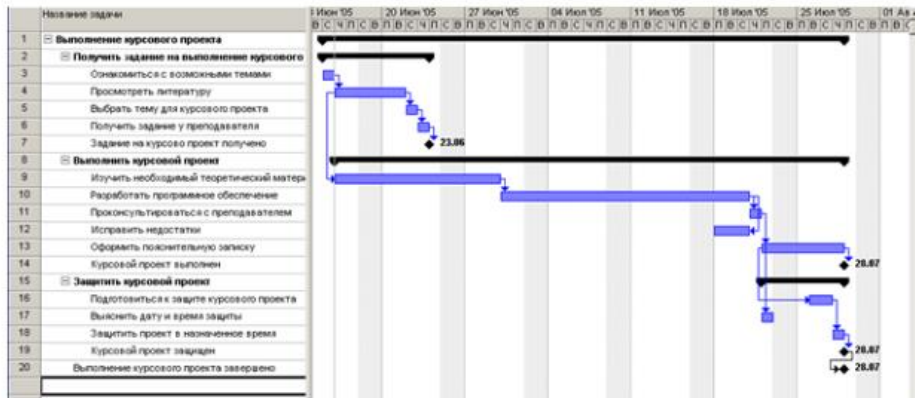 Название задачи
Июн '05 20 Июн '05 27 Июн '05 04 Июл '05 11 Июл '05 18 Июл '05 25 Июл '05 01 Ав
1 Выполнение курсового проекта
2 Получить задание на выполнение курсового
3 Ознакомиться с возможными темами
4 Просмотреть литературу
5 Выбрать тему для курсового проекта
6 Получить задание у преподавателя
7 Задание на курсово проект получено 23.06
8 Выполнить курсовой проект
9 Изучить необходимый теоретический матери
10 Разработать программное обеспечение
11 Проконсультироваться с преподавателем
12 Исправить недостатки
13 Оформить пояснительную записку
14 Курсовой проект выполнен 28.07
15 Защитить курсовой проект
16 Подготовиться к защите курсового проекта
17 Выяснить дату и время защиты
18 Защитить проект в назначенное время
19 Курсовой проект защищен 28.07
20 Выполнение курсового проекта завершено 28.07